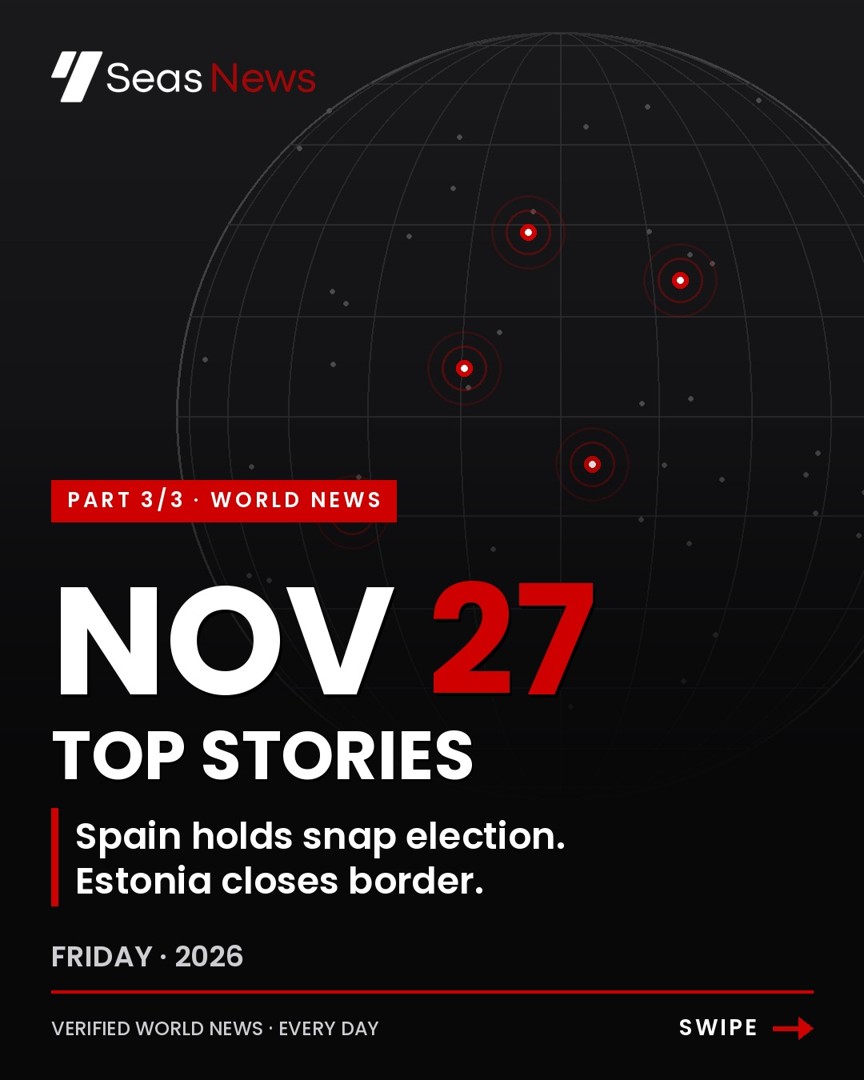 Seas News
PART 3/3 · WORLD NEWS
NOV 27
TOP STORIES
Spain holds snap election.
Estonia closes border.
FRIDAY · 2026
VERIFIED WORLD NEWS · EVERY DAY
SWIPE